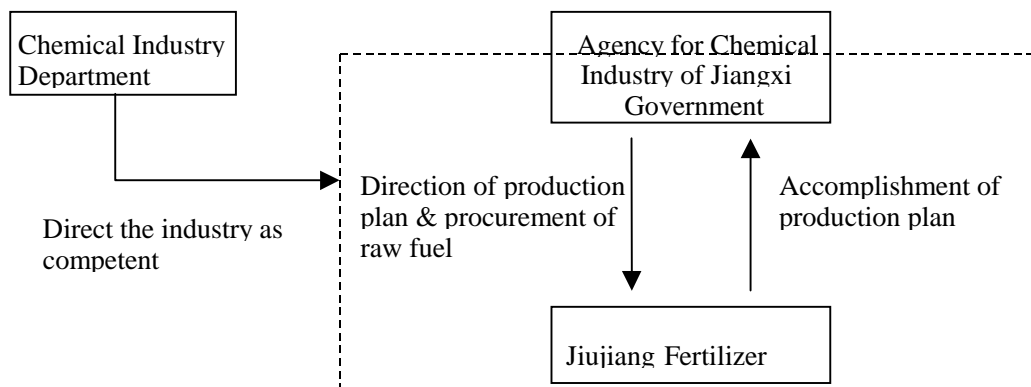 Chemical Industry
Department
Agency for Chemical
Industry of Jiangxi
Government
Direction of production
plan & procurement of
raw fuel
Accomplishment of
production plan
Direct the industry as
competent
Jiujiang Fertilizer